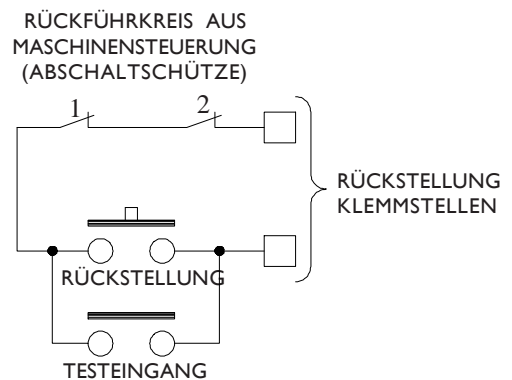 RÜCKFÜHRKREIS AUS
MASCHINENSTEUERUNG
(ABSCHALTSCHÜTZE)
1 2
RÜCKSTELLUNG
KLEMMSTELLEN
RÜCKSTELLUNG
TESTEINGANG